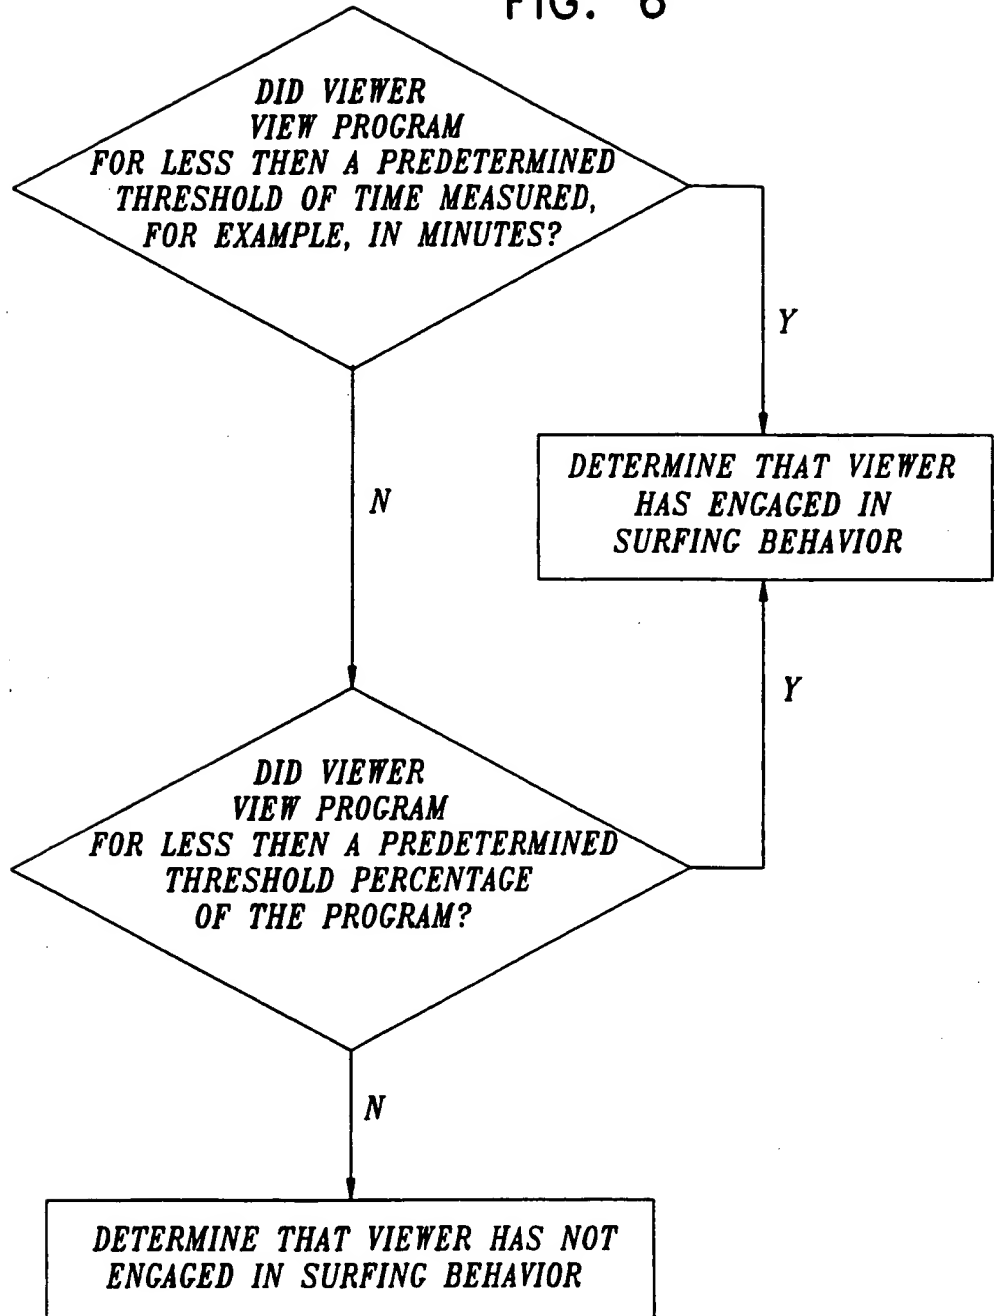 FIG. 6
DID VIEWER
VIEW PROGRAM
FOR LESS THEN A PREDETERMINED
THRESHOLD OF TIME MEASURED,
FOR EXAMPLE, IN MINUTES?
Y
N
DETERMINE THAT VIEWER
HAS ENGAGED IN
SURFING BEHAVIOR
Y
DID VIEWER
VIEW PROGRAM
FOR LESS THEN A PREDETERMINED
THRESHOLD PERCENTAGE
OF THE PROGRAM?
N
DETERMINE THAT VIEWER HAS NOT
ENGAGED IN SURFING BEHAVIOR